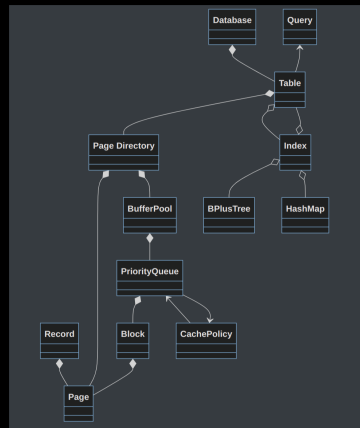 Database
Query
Table
Page Directory
Index
BufferPool
BPlusTree
HashMap
PriorityQueue
Record
Block
CachePolicy
Page